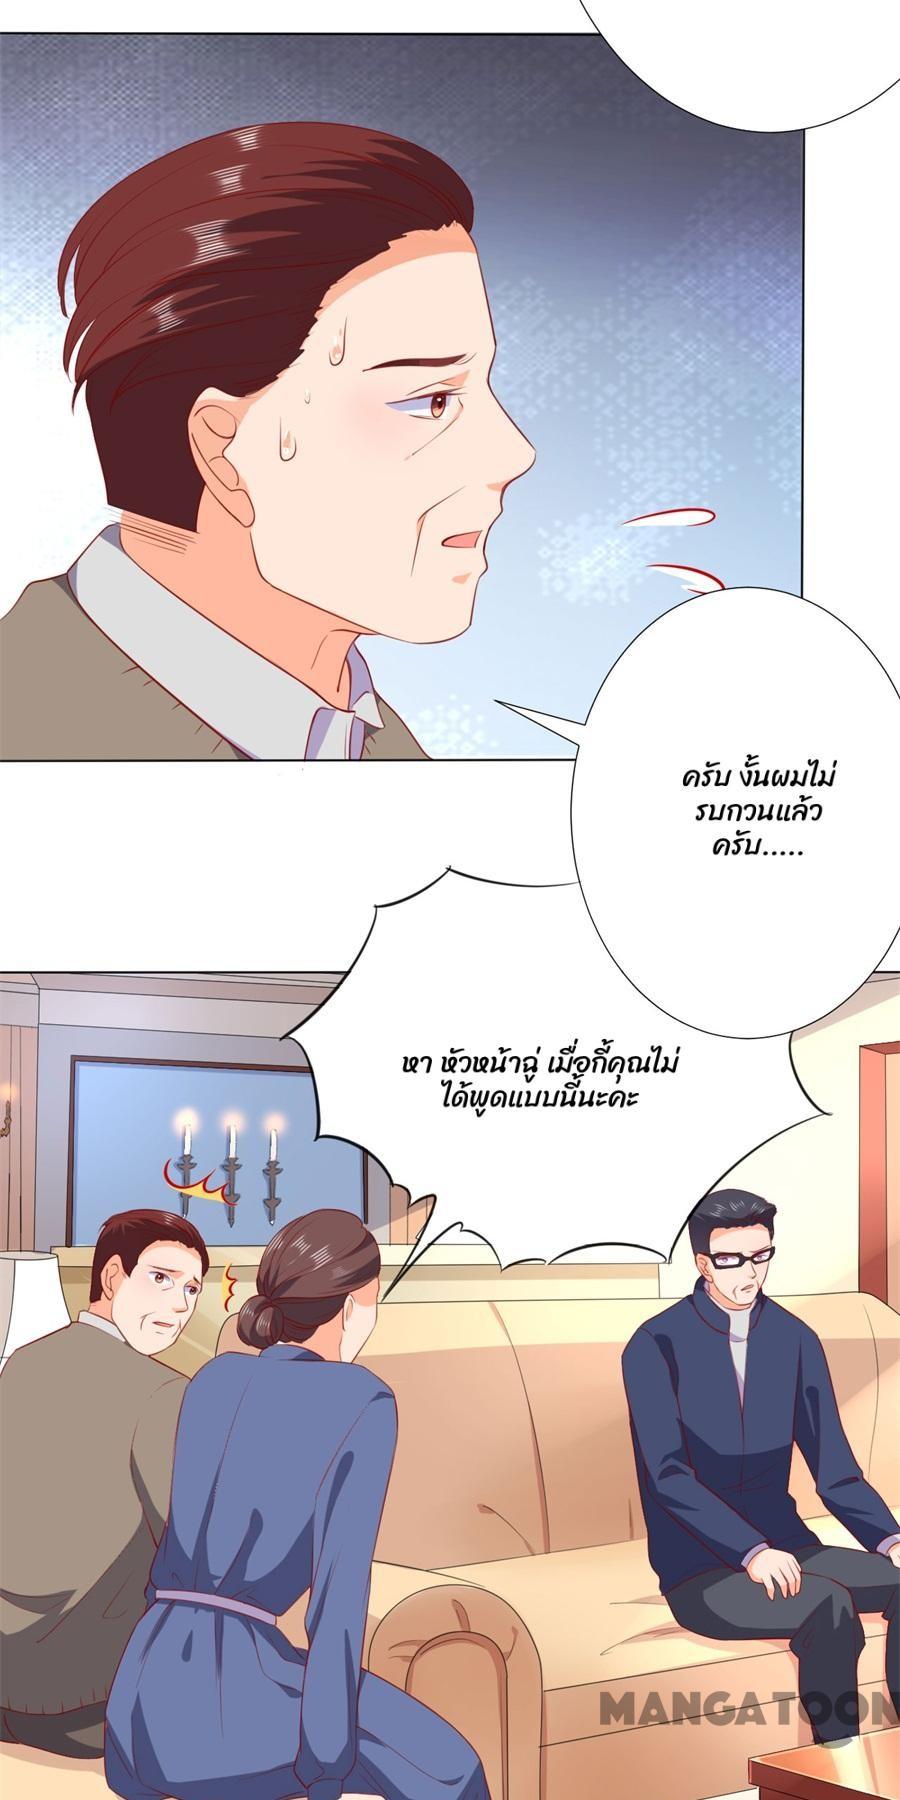 ครับ งั้นผมไม่
รบกวนแล้ว
ครับ.....
หา หัวหน้าฉู่ เมื่อกี้คุณไม่
ได้พูดแบบนี้นะคะ
MANGATOON